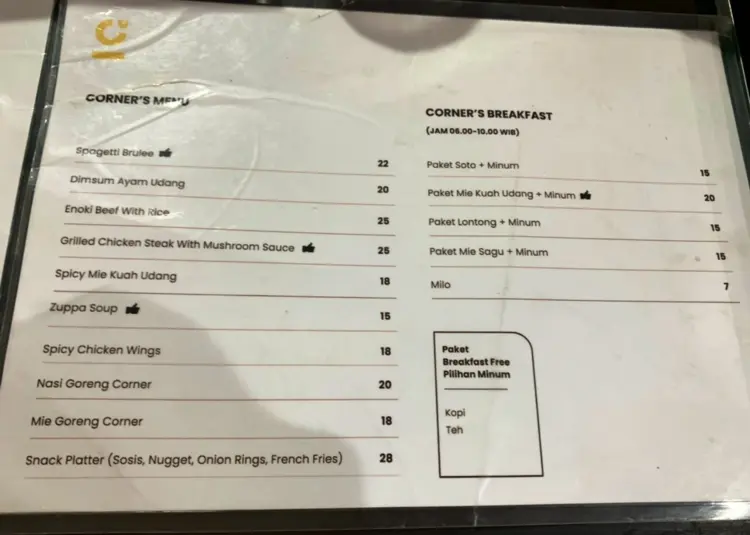 C
CORNER'S MENU
Spagetti Brulee 22
Dimsum Ayam Udang 20
Enoki Beef With Rice 25
Grilled Chicken Steak With Mushroom Sauce 25
Spicy Mie Kuah Udang 18
Zuppa Soup 15
Spicy Chicken Wings 18
Nasi Goreng Corner 20
Mie Goreng Corner 18
Snack Platter (Sosis, Nugget, Onion Rings, French Fries) 28
CORNER'S BREAKFAST
(JAM 06.00-10.00 WIB)
Paket Soto + Minum 15
Paket Mie Kuah Udang + Minum 20
Paket Lontong + Minum 15
Paket Mie Sagu + Minum 15
Milo 7
Paket
Breakfast Free
Pilihan Minum
Kopi
Teh